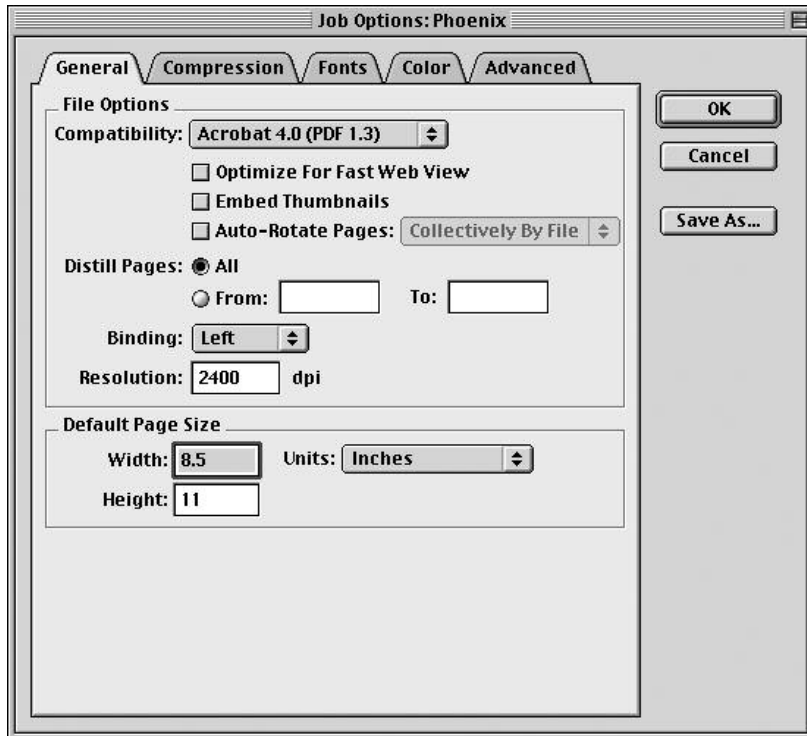 Job Options: Phoenix
General Compression Fonts Color Advanced
File Options
Compatibility: Acrobat 4.0 (PDF 1.3)
Optimize For Fast Web View
Embed Thumbnails
Auto-Rotate Pages: Collectively By File
Distill Pages: All
From: To:
Binding: Left
Resolution: 2400 dpi
Default Page Size
Width: 8.5 Units: Inches
Height: 11
OK
Cancel
Save As...